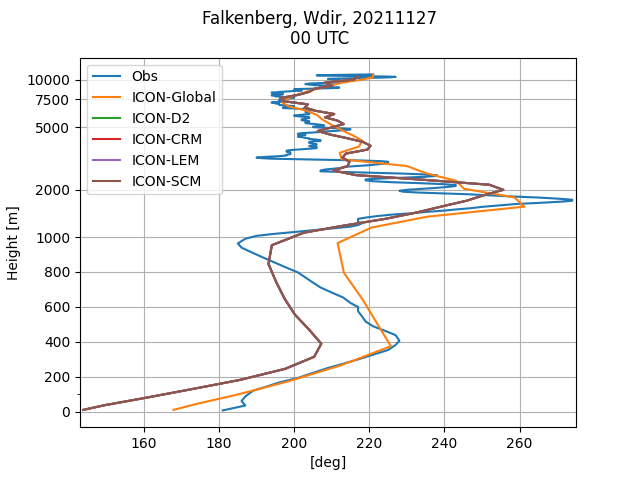 Falkenberg, Wdir, 20211127
00 UTC
Obs
ICON-Global
ICON-D2
ICON-CRM
ICON-LEM
ICON-SCM
Height [m]
10000
7500
5000
2000
1000
800
600
400
200
0
160 180 200 220 240 260
[deg]